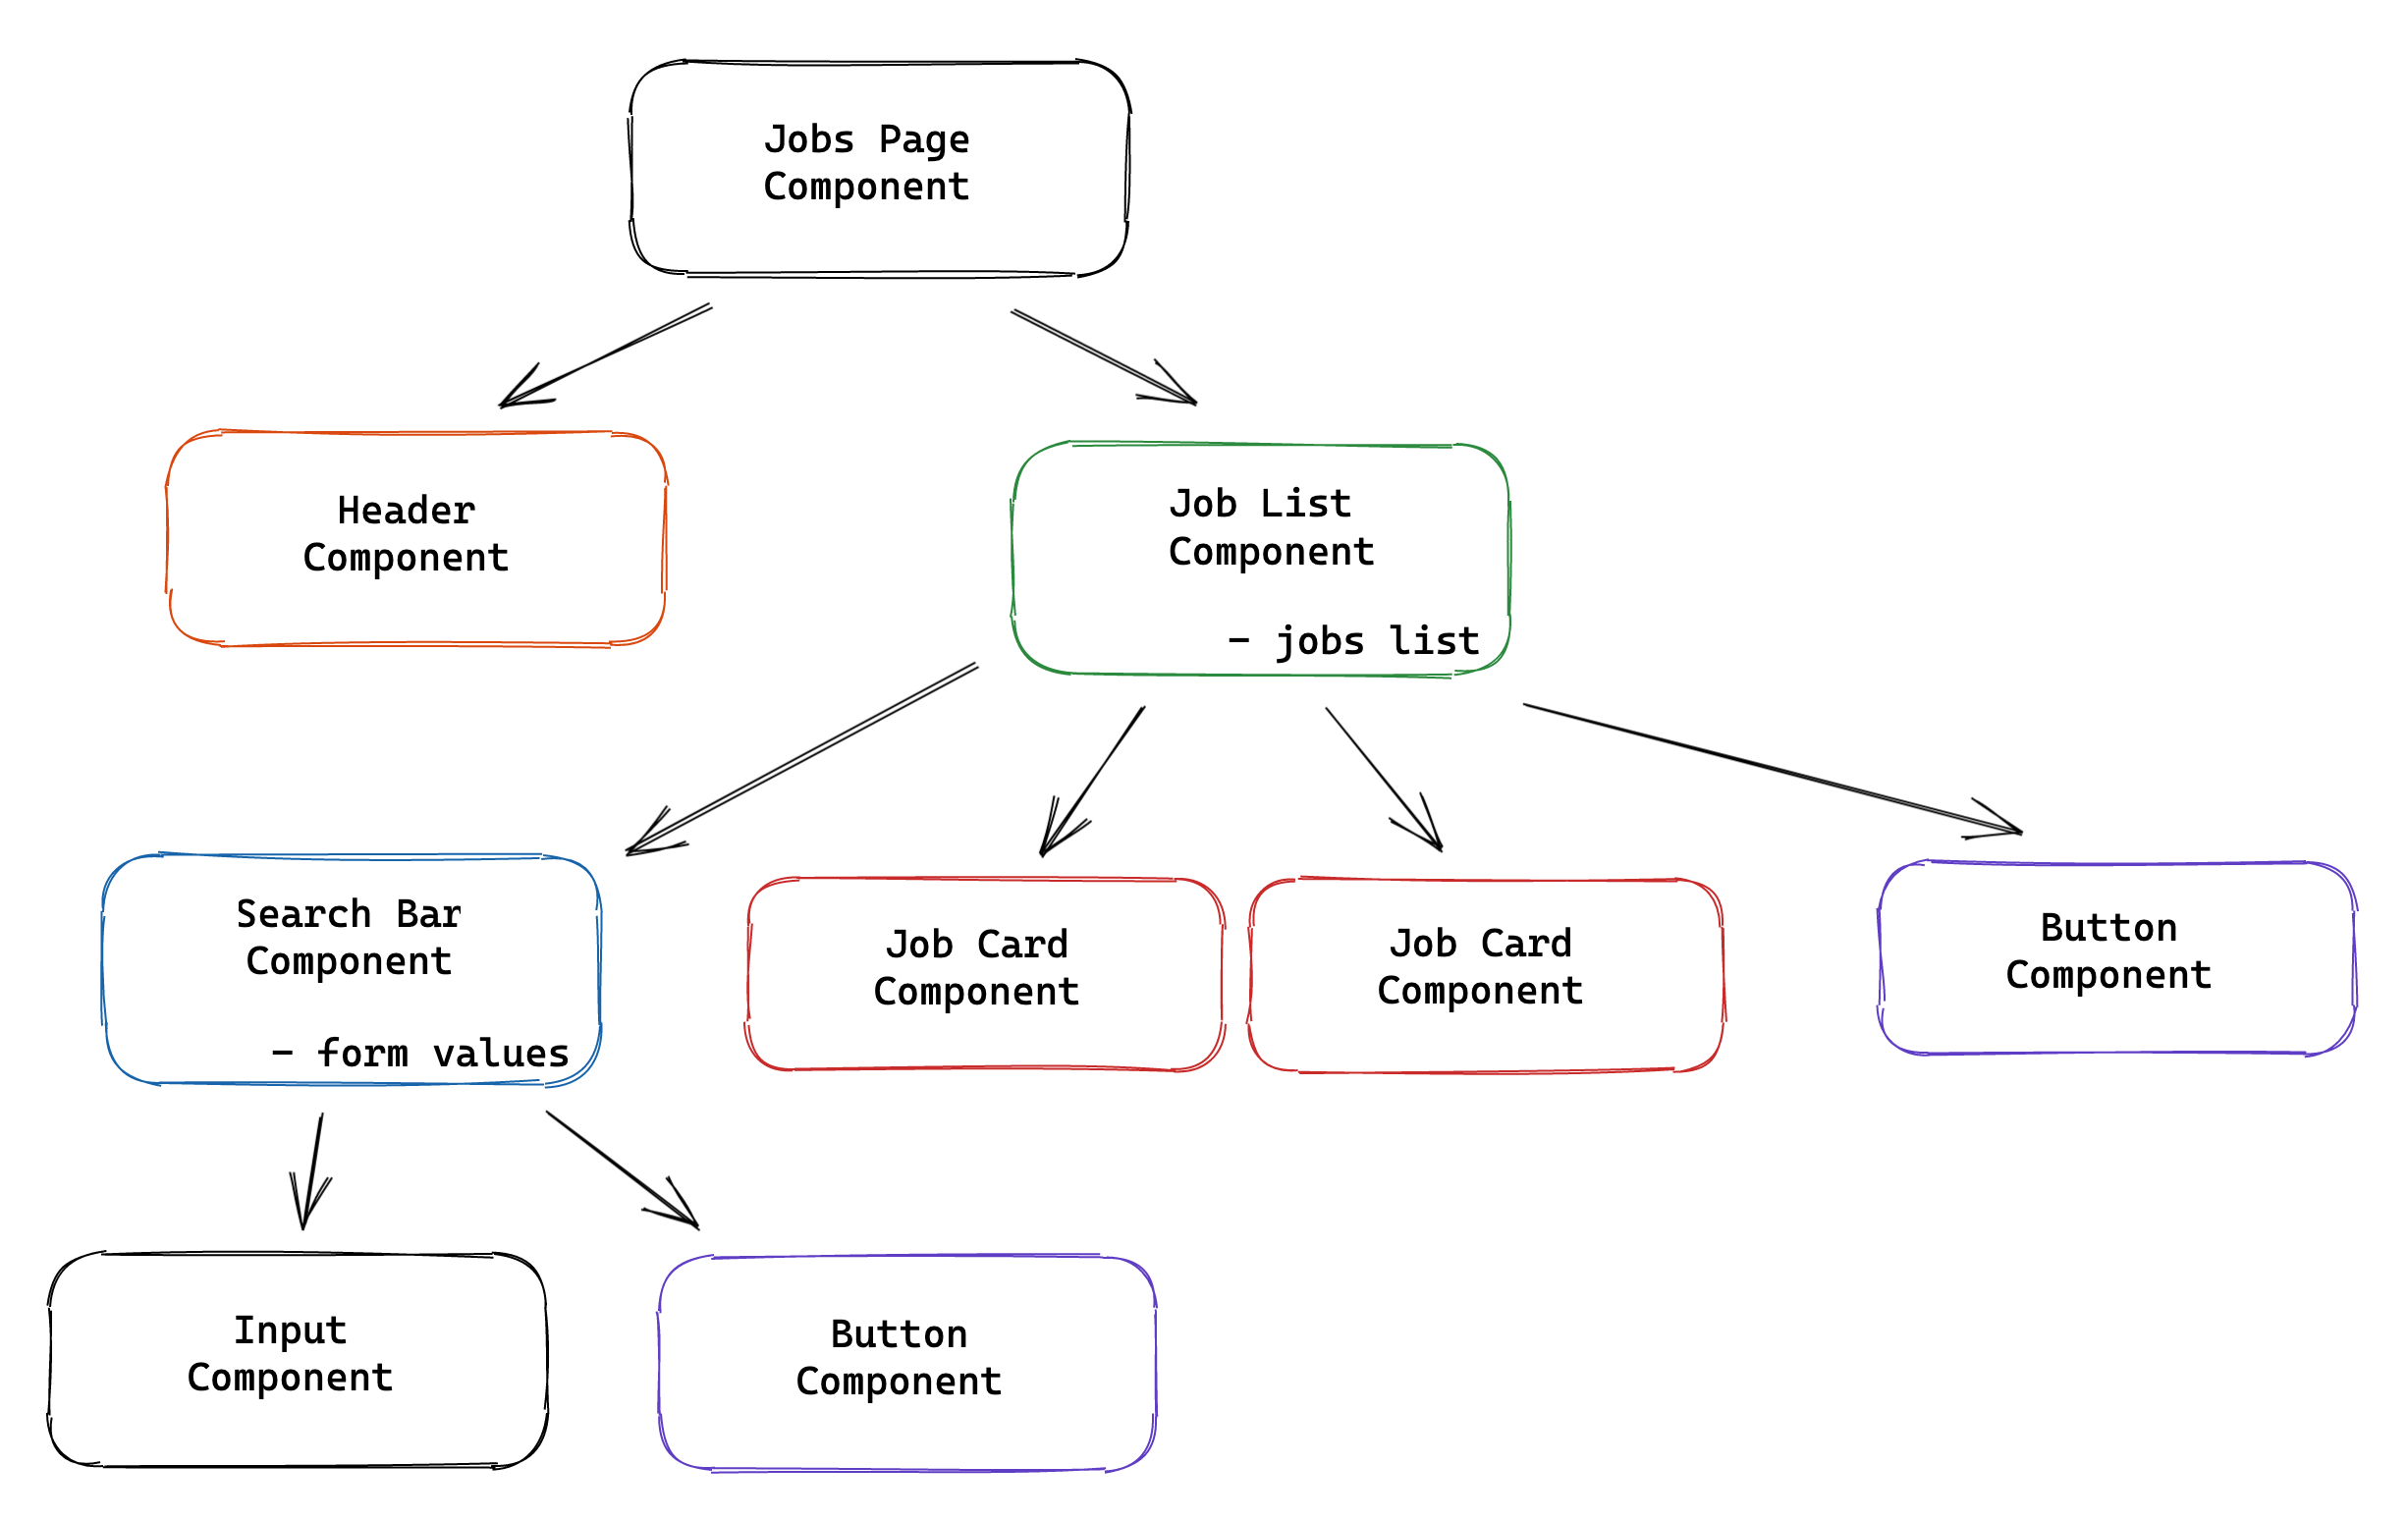 Jobs Page
Component
Header
Component
Job List
Component
- jobs list
Search Bar
Component
- form values
Job Card
Component
Job Card
Component
Button
Component
Input
Component
Button
Component